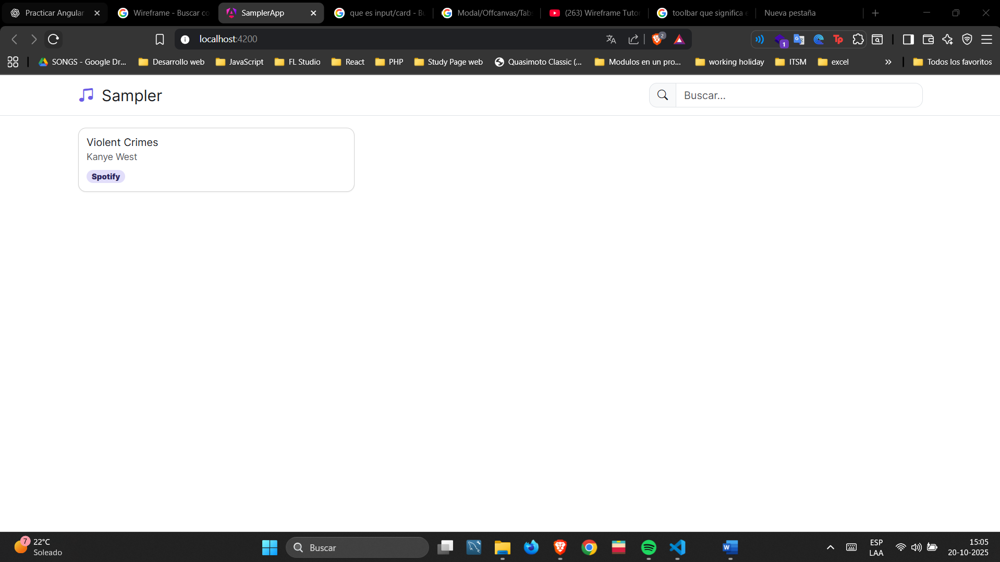 Practicar Angular
Wireframe - Buscar co
SamplerApp
que es input/card - Bu
Modal/Offcanvas/Tab
(263) Wireframe Tutor
toolbar que significa e
Nueva pestaña
localhost:4200
2
1
SONGS - Google Dr...
Desarrollo web
JavaScript
FL Studio
React
PHP
Study Page web
Quasimoto Classic (...
Modulos en un pro...
working holiday
ITSM
excel
Todos los favoritos
Sampler
Buscar...
Violent Crimes
Kanye West
Spotify
7
22°C
Soleado
Buscar
ESP
LAA
15:05
20-10-2025